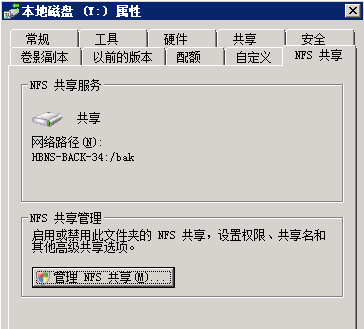 本地磁盘 (Y:) 属性
常规 工具 硬件 共享 安全
卷影副本 以前的版本 配额 自定义 NFS 共享
NFS 共享服务
共享
网络路径(N):
HBNS-BACK-34:/bak
NFS 共享管理
启用或禁用此文件夹的 NFS 共享，设置权限、共享名和
其他高级共享选项。
管理 NFS 共享(M)...